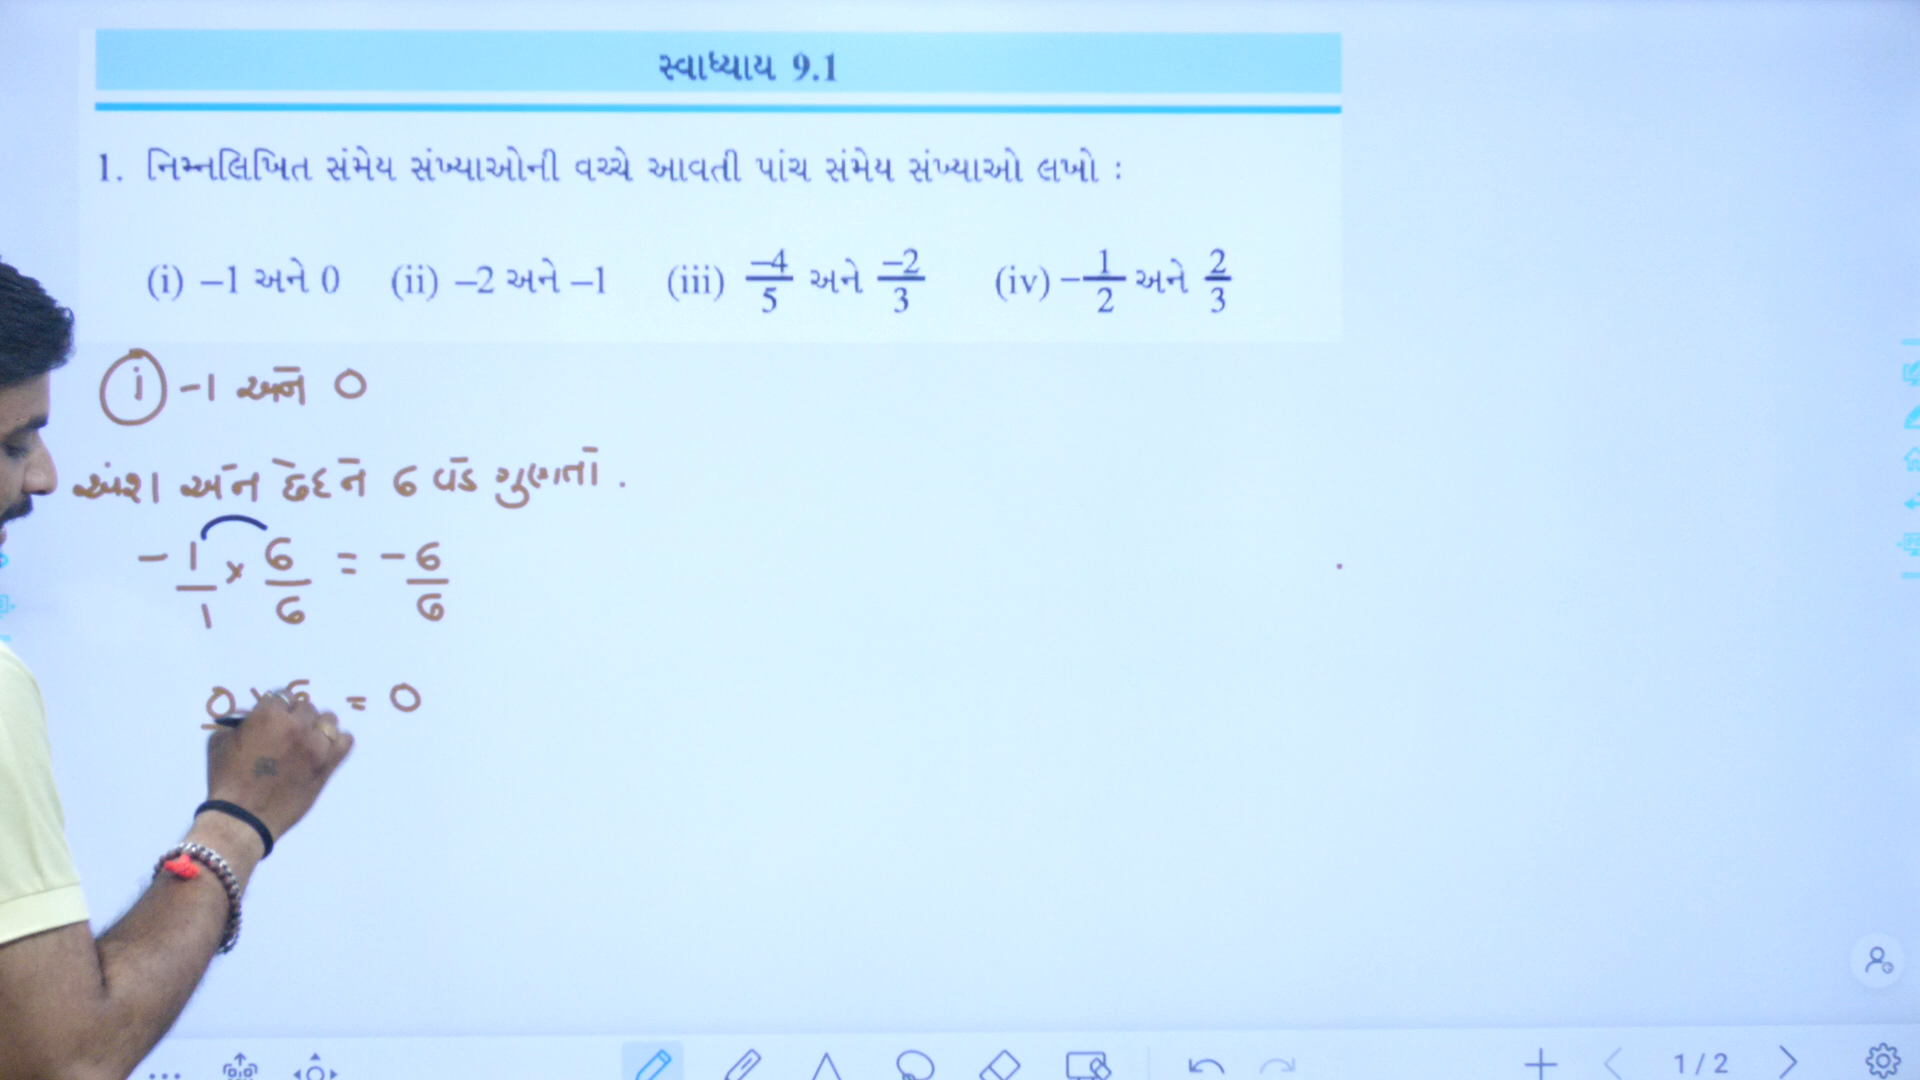 સ્વાધ્યાય 9.1
1. નિમ્નલિખિત સંમેય સંખ્યાઓની વચ્ચે આવતી પાંચ સંમેય સંખ્યાઓ લખો :
(i) –1 અને 0 (ii) –2 અને –1 (iii) –4/5 અને –2/3 (iv) –1/2 અને 2/3
(i) -1 અને 0
અંશ અને છેદને 6 વડે ગુણતાં .
-1/1 × 6/6 = -6/6
0 × 6 = 0
1/2